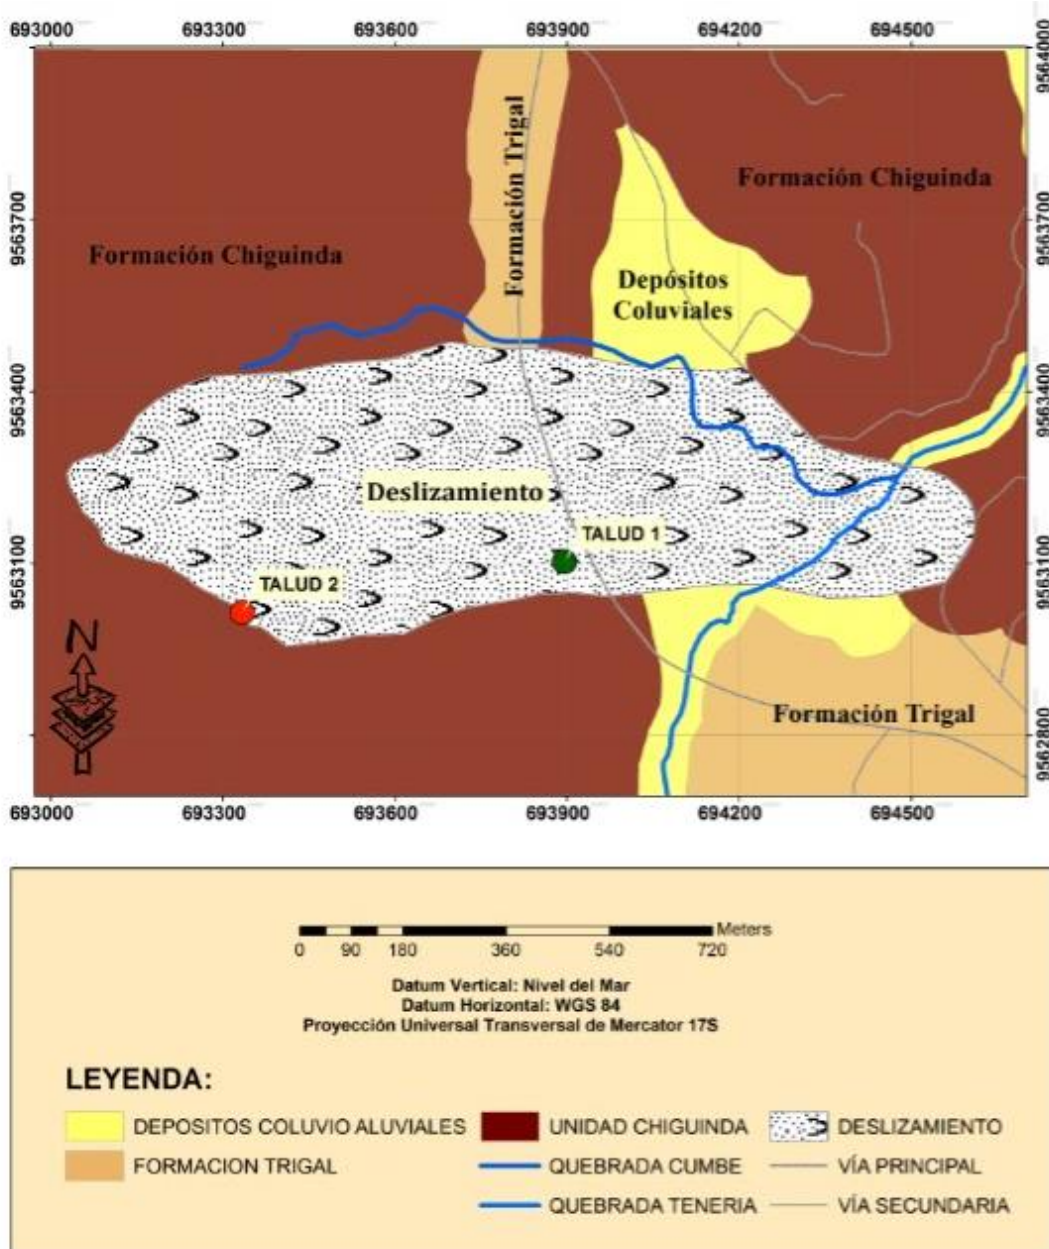 693000 693300 693600 693900 694200 694500
9564000
Formación Trigal
Formación Chiguinda
9563700
9563700
Formación Chiguinda
Depósitos
Coluviales
9563400
9563400
Deslizamiento
TALUD 1
9563100
9563100
TALUD 2
N
Formación Trigal
9562800
693000 693300 693600 693900 694200 694500
Meters
0 90 180 360 540 720
Datum Vertical: Nivel del Mar
Datum Horizontal: WGS 84
Proyección Universal Transversal de Mercator 17S
LEYENDA:
DEPOSITOS COLUVIO ALUVIALES UNIDAD CHIGUINDA DESLIZAMIENTO
FORMACION TRIGAL QUEBRADA CUMBE VÍA PRINCIPAL
QUEBRADA TENERIA VÍA SECUNDARIA